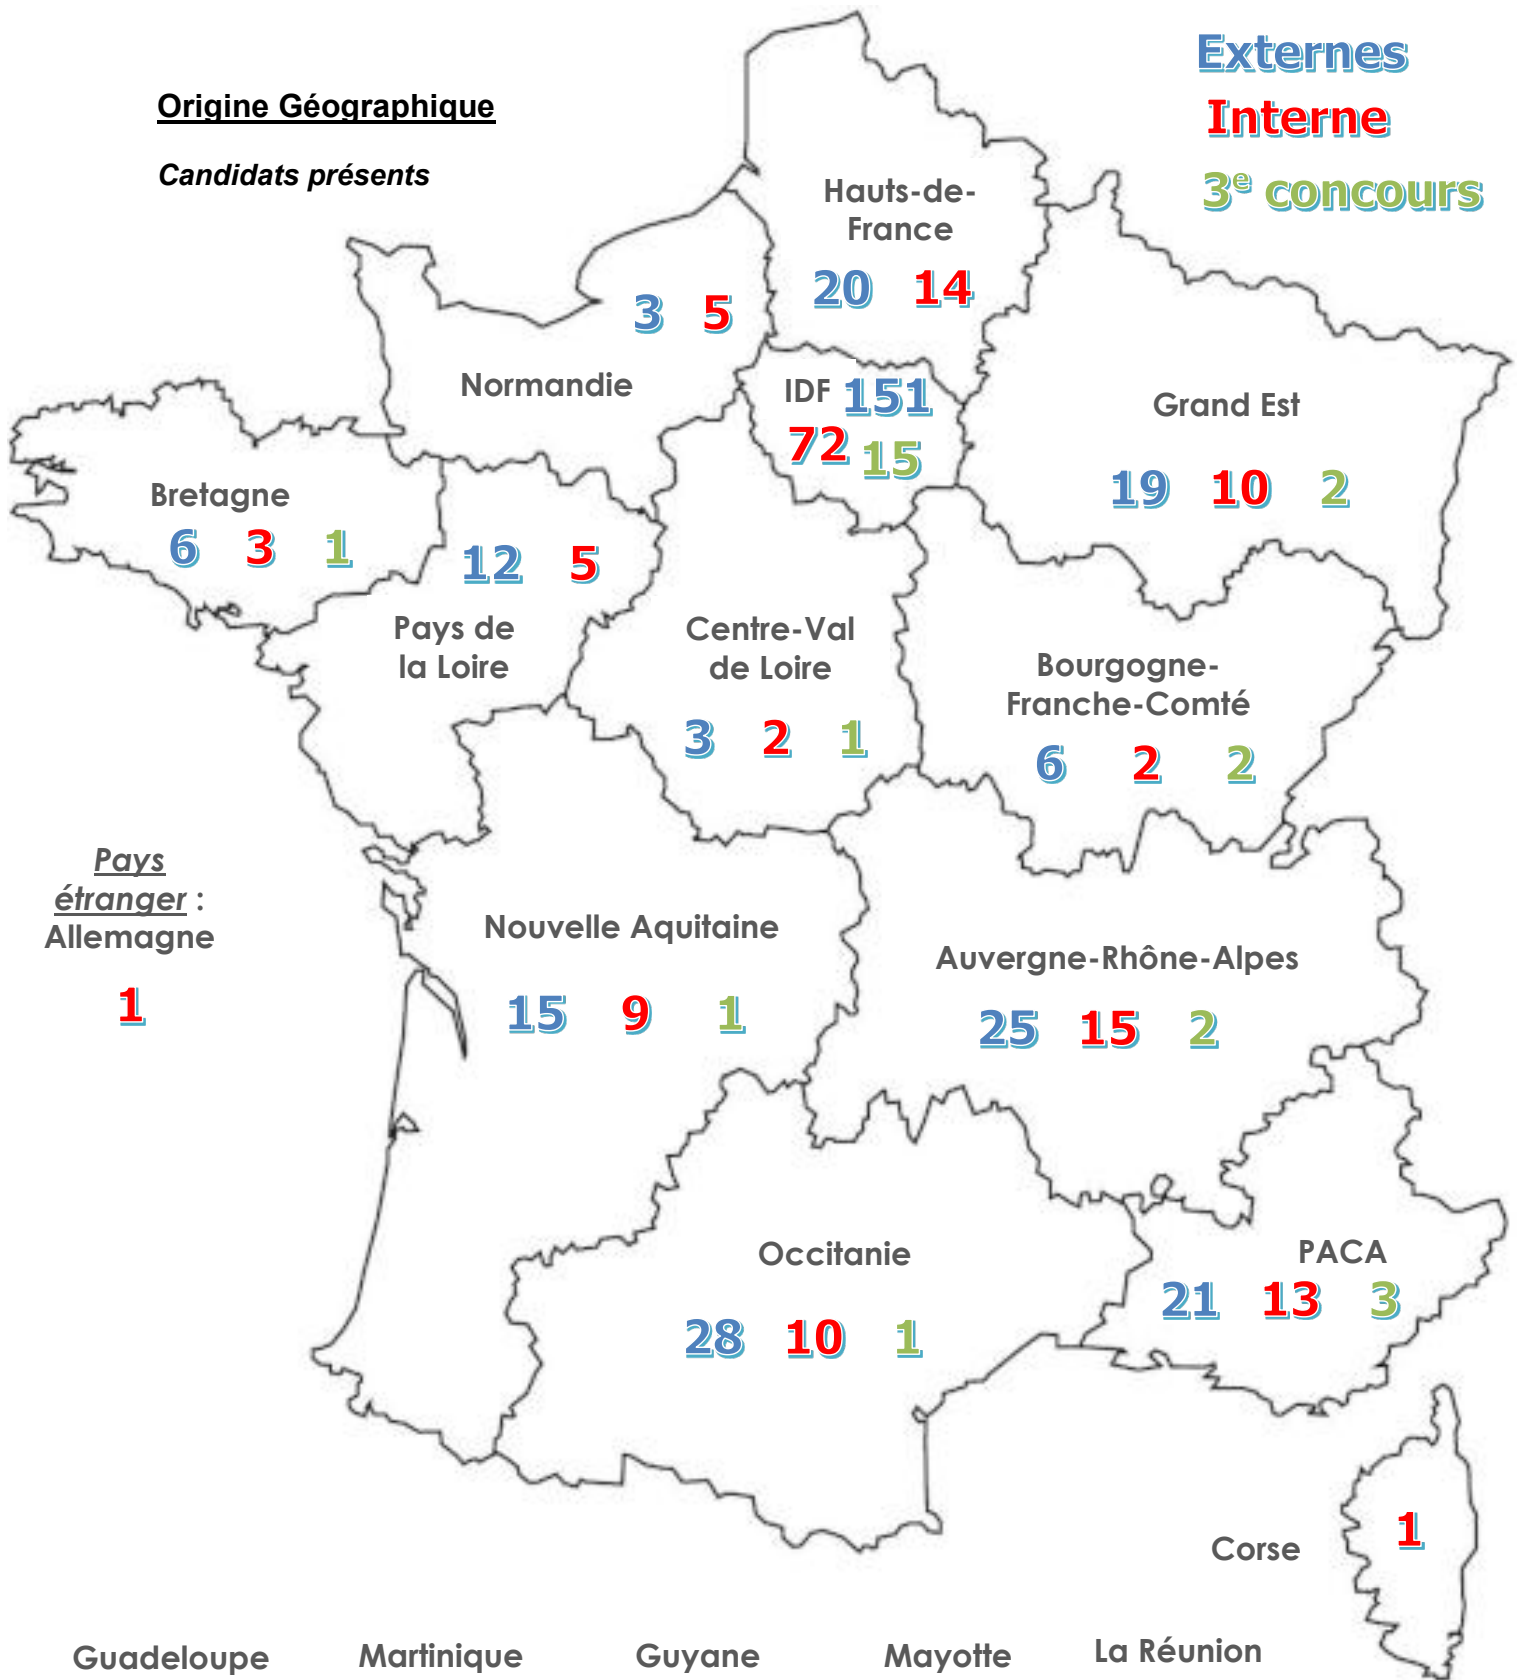 Origine Géographique
Candidats présents
Externes
Interne
3e concours
Hauts-de-
France
20 14
3 5
Normandie
IDF 151
72 15
Grand Est
19 10 2
Bretagne
6 3 1
12 5
Pays de
la Loire
Centre-Val
de Loire
3 2 1
Bourgogne-
Franche-Comté
6 2 2
Pays
étranger :
Allemagne
1
Nouvelle Aquitaine
15 9 1
Auvergne-Rhône-Alpes
25 15 2
Occitanie
28 10 1
PACA
21 13 3
Corse
1
Guadeloupe Martinique Guyane Mayotte La Réunion